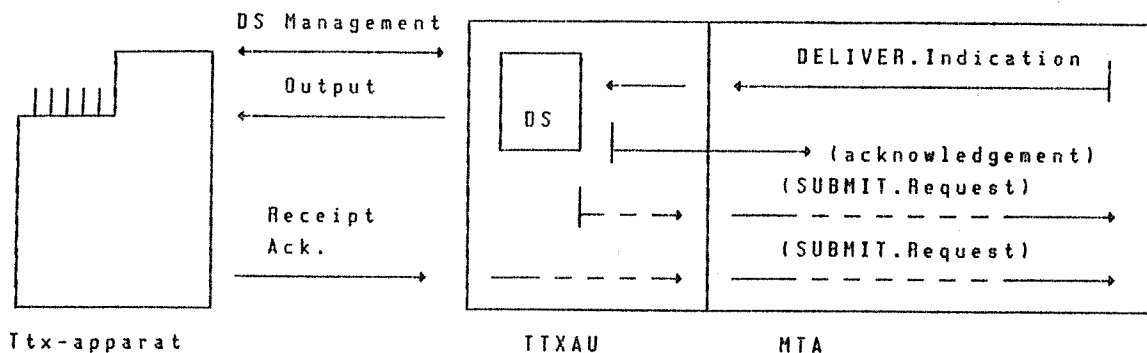 DS Management
Output
DS
DELIVER.Indication
(acknowledgement)
(SUBMIT.Request)
Receipt
Ack.
(SUBMIT.Request)
Ttx-apparat
TTXAU
MTA